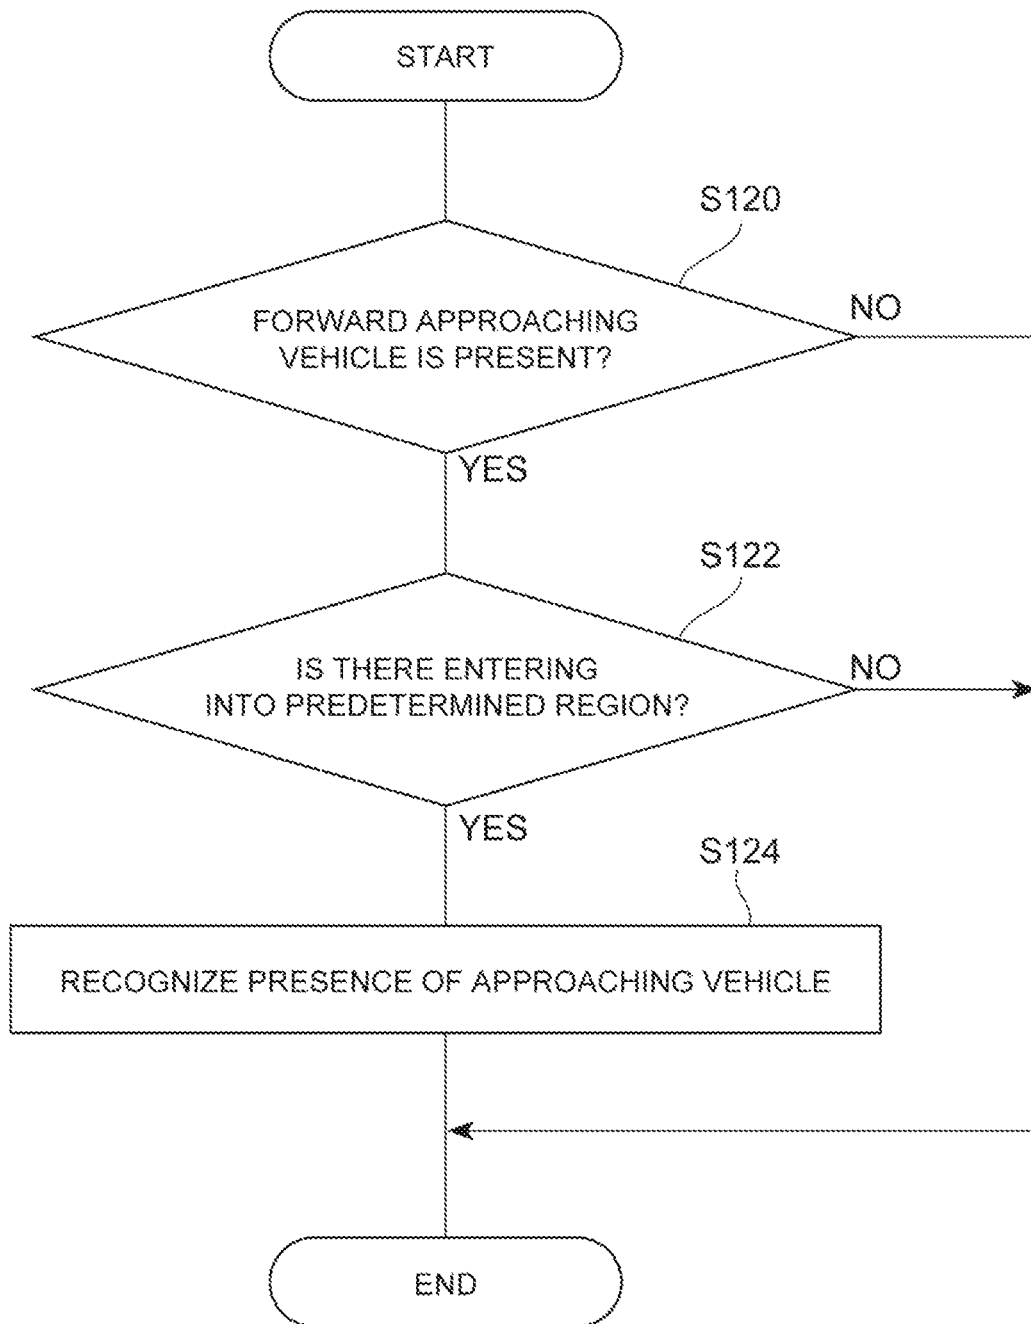 START
S120
FORWARD APPROACHING
VEHICLE IS PRESENT?
NO
YES
S122
IS THERE ENTERING
INTO PREDETERMINED REGION?
NO
YES
S124
RECOGNIZE PRESENCE OF APPROACHING VEHICLE
END